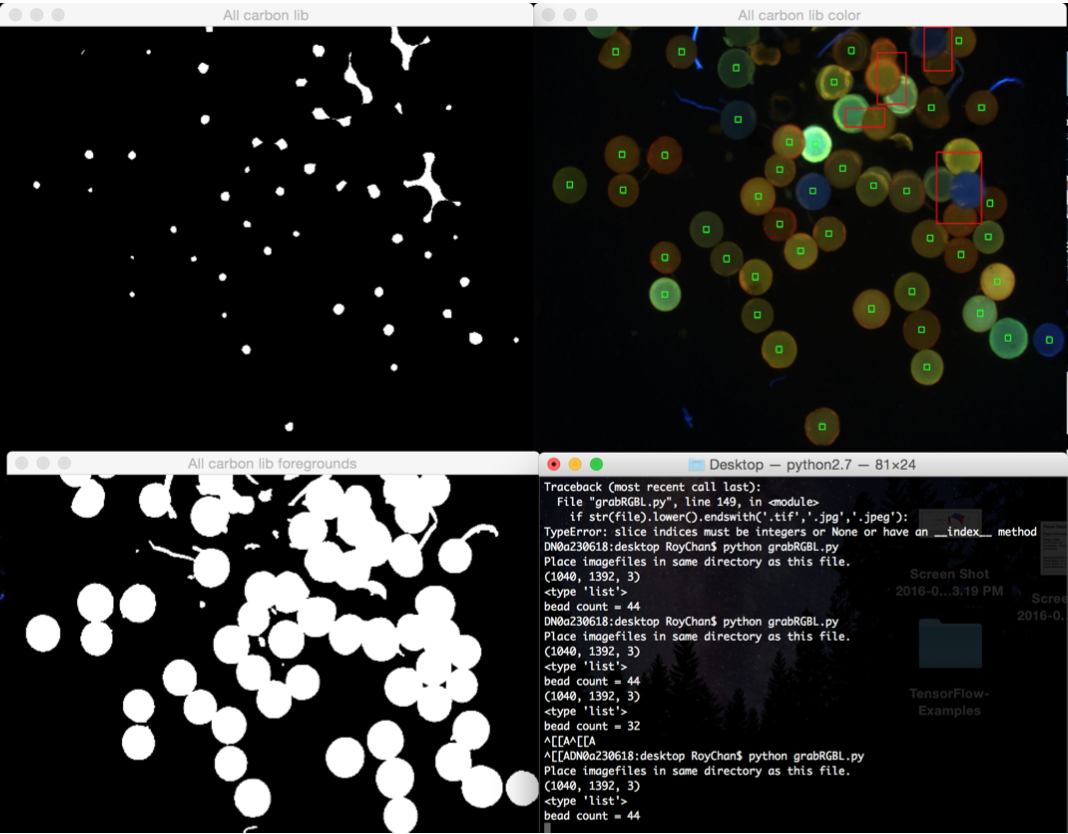 All carbon lib
All carbon lib color
All carbon lib foregrounds
Desktop — python2.7 — 81×24
Traceback (most recent call last):
File "grabRGBL.py", line 149, in <module>
if str(file).lower().endswith('.tif','.jpg','.jpeg'):
TypeError: slice indices must be integers or None or have an __index__ method
DN0a230618:desktop RoyChan$ python grabRGBL.py
Place imagefiles in same directory as this file.
(1040, 1392, 3)
<type 'list'>
bead count = 44
DN0a230618:desktop RoyChan$ python grabRGBL.py
Place imagefiles in same directory as this file.
(1040, 1392, 3)
<type 'list'>
bead count = 44
(1040, 1392, 3)
<type 'list'>
bead count = 32
^[[A^[[A
^[[ADN0a230618:desktop RoyChan$ python grabRGBL.py
Place imagefiles in same directory as this file.
(1040, 1392, 3)
<type 'list'>
bead count = 44
Screen Shot
2016-0...3.19 PM
Scree
2016-0..
TensorFlow-
Examples